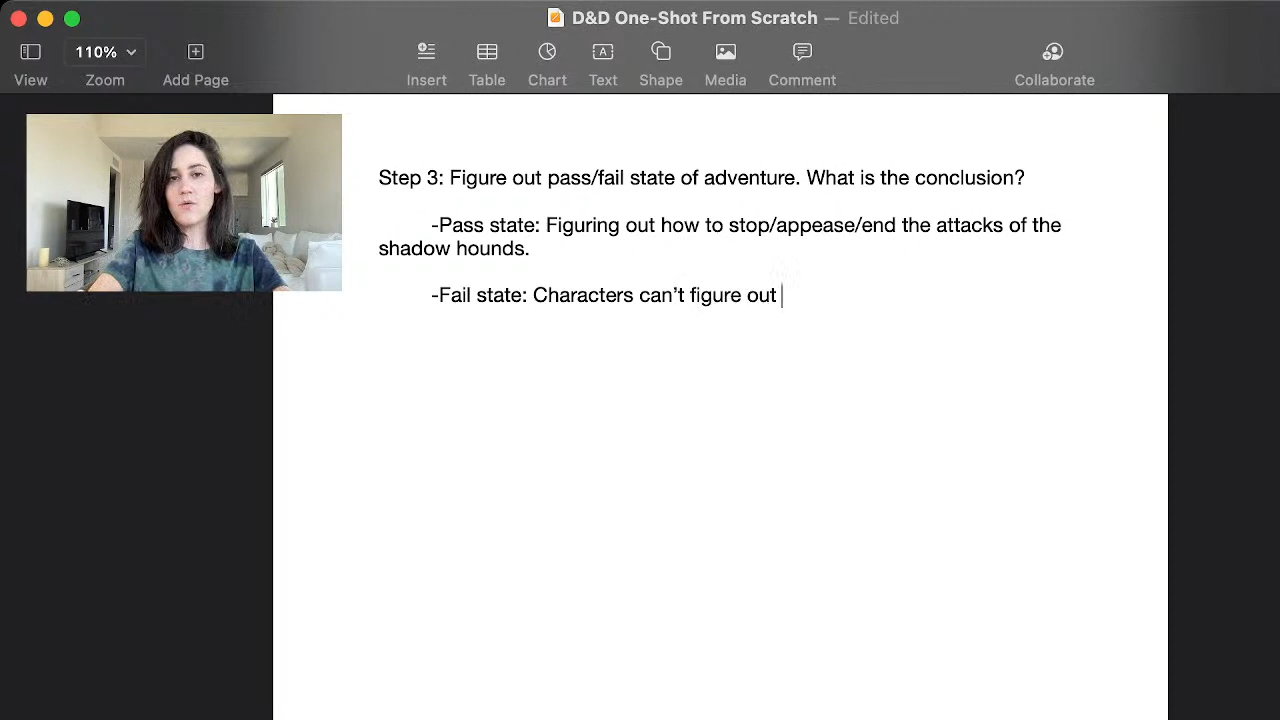 D&D One-Shot From Scratch — Edited
110%
View
Zoom
Add Page
Insert
Table
Chart
Text
Shape
Media
Comment
Collaborate
Step 3: Figure out pass/fail state of adventure. What is the conclusion?
-Pass state: Figuring out how to stop/appease/end the attacks of the
shadow hounds.
-Fail state: Characters can’t figure out